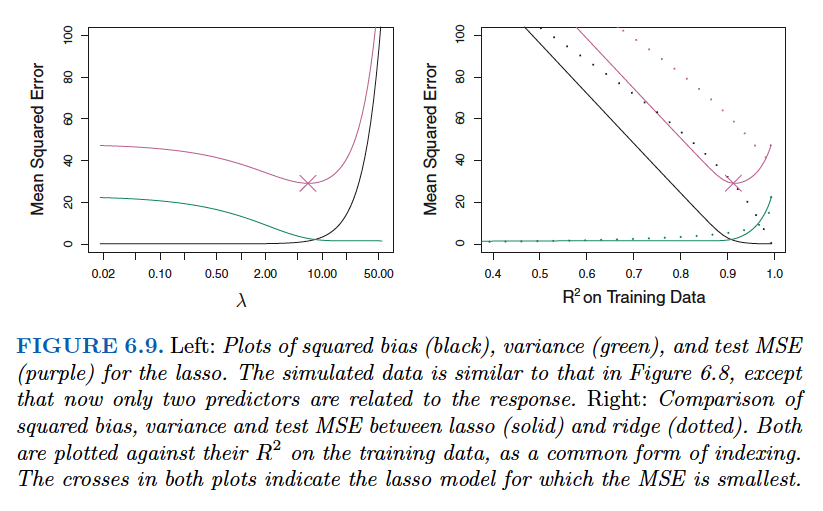 Mean Squared Error
0
20
40
60
80
100
0.02 0.10 0.50 2.00 10.00 50.00
λ
Mean Squared Error
0
20
40
60
80
100
0.4 0.5 0.6 0.7 0.8 0.9 1.0
R² on Training Data
FIGURE 6.9. Left: Plots of squared bias (black), variance (green), and test MSE
(purple) for the lasso. The simulated data is similar to that in Figure 6.8, except
that now only two predictors are related to the response. Right: Comparison of
squared bias, variance and test MSE between lasso (solid) and ridge (dotted). Both
are plotted against their R² on the training data, as a common form of indexing.
The crosses in both plots indicate the lasso model for which the MSE is smallest.